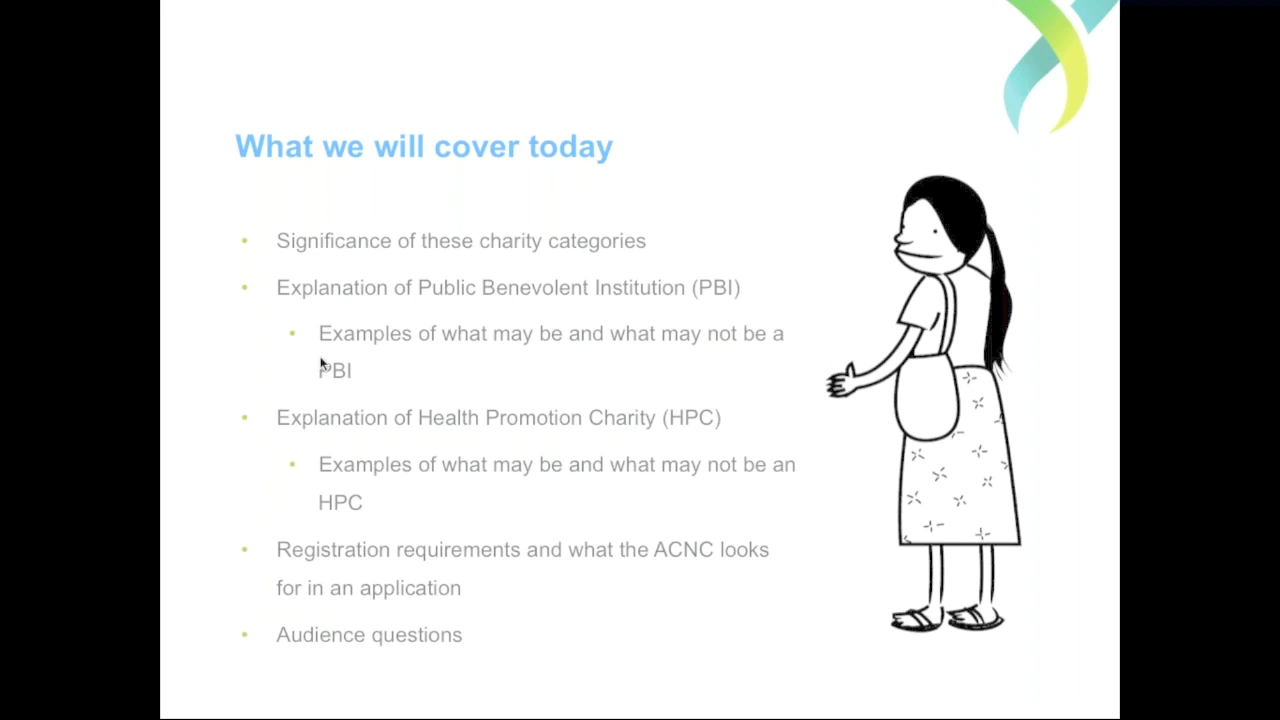 What we will cover today
• Significance of these charity categories
• Explanation of Public Benevolent Institution (PBI)
• Examples of what may be and what may not be a
PBI
• Explanation of Health Promotion Charity (HPC)
• Examples of what may be and what may not be an
HPC
• Registration requirements and what the ACNC looks
for in an application
• Audience questions